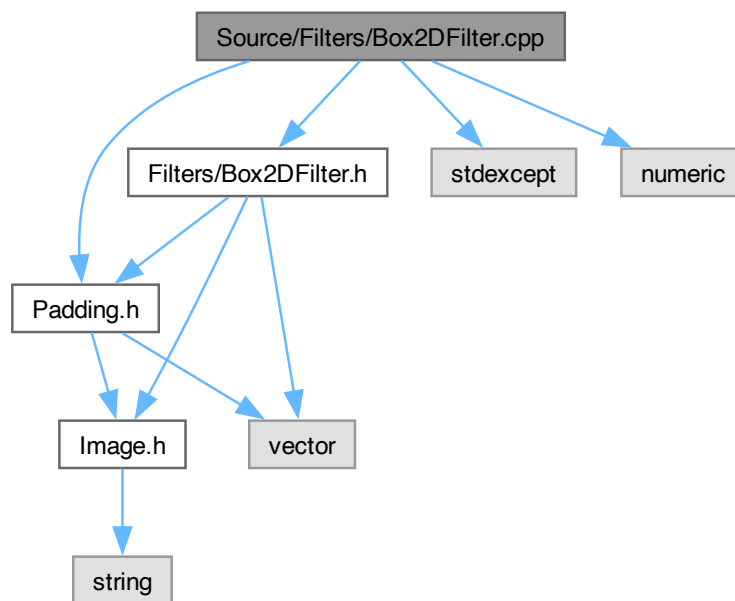 Source/Filters/Box2DFilter.cpp
Filters/Box2DFilter.h
stdexcept
numeric
Padding.h
Image.h
vector
string